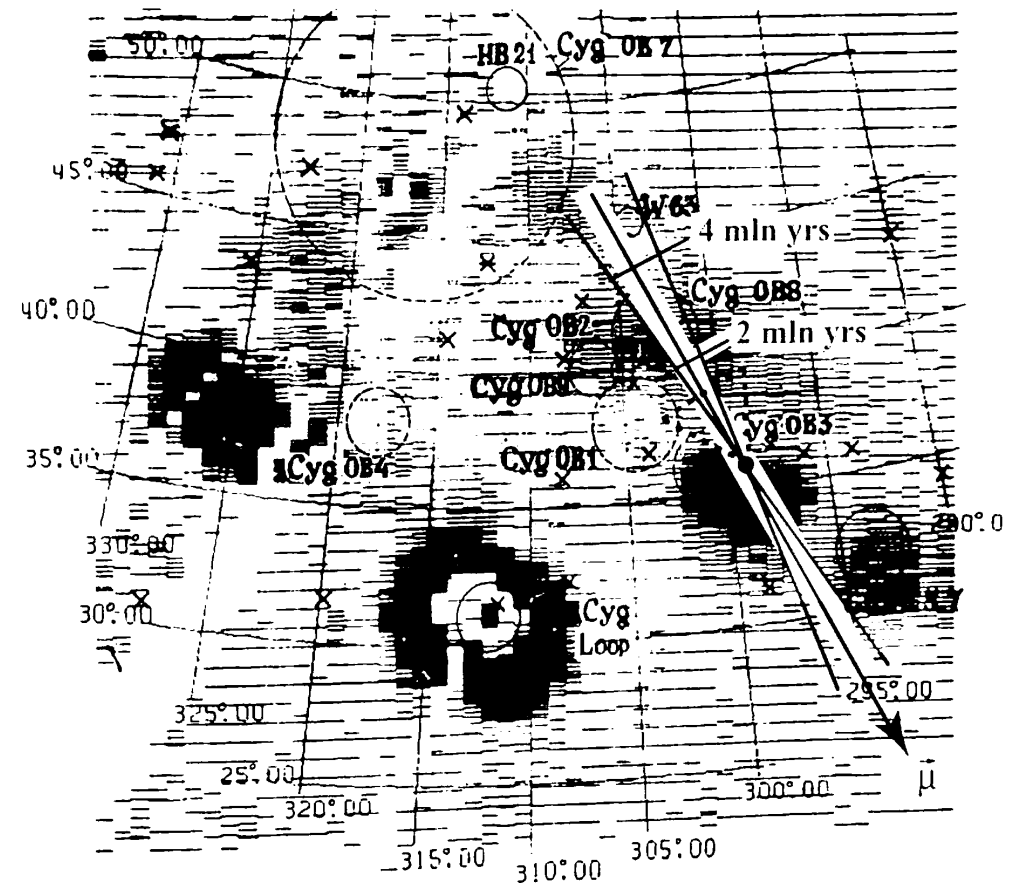 50°.00
HB 21
Cyg OB 7
45°.00
W 63
4 mln yrs
40°.00
Cyg OB8
Cyg OB2
2 mln yrs
Cyg OB9
Cyg OB3
Cyg OB1
35°.00
Cyg OB4
330°.00
30°.00
Cyg
Loop
295°.00
325°.00
25°.00
320°.00
300°.00
μ
315°.00
310°.00
305°.00